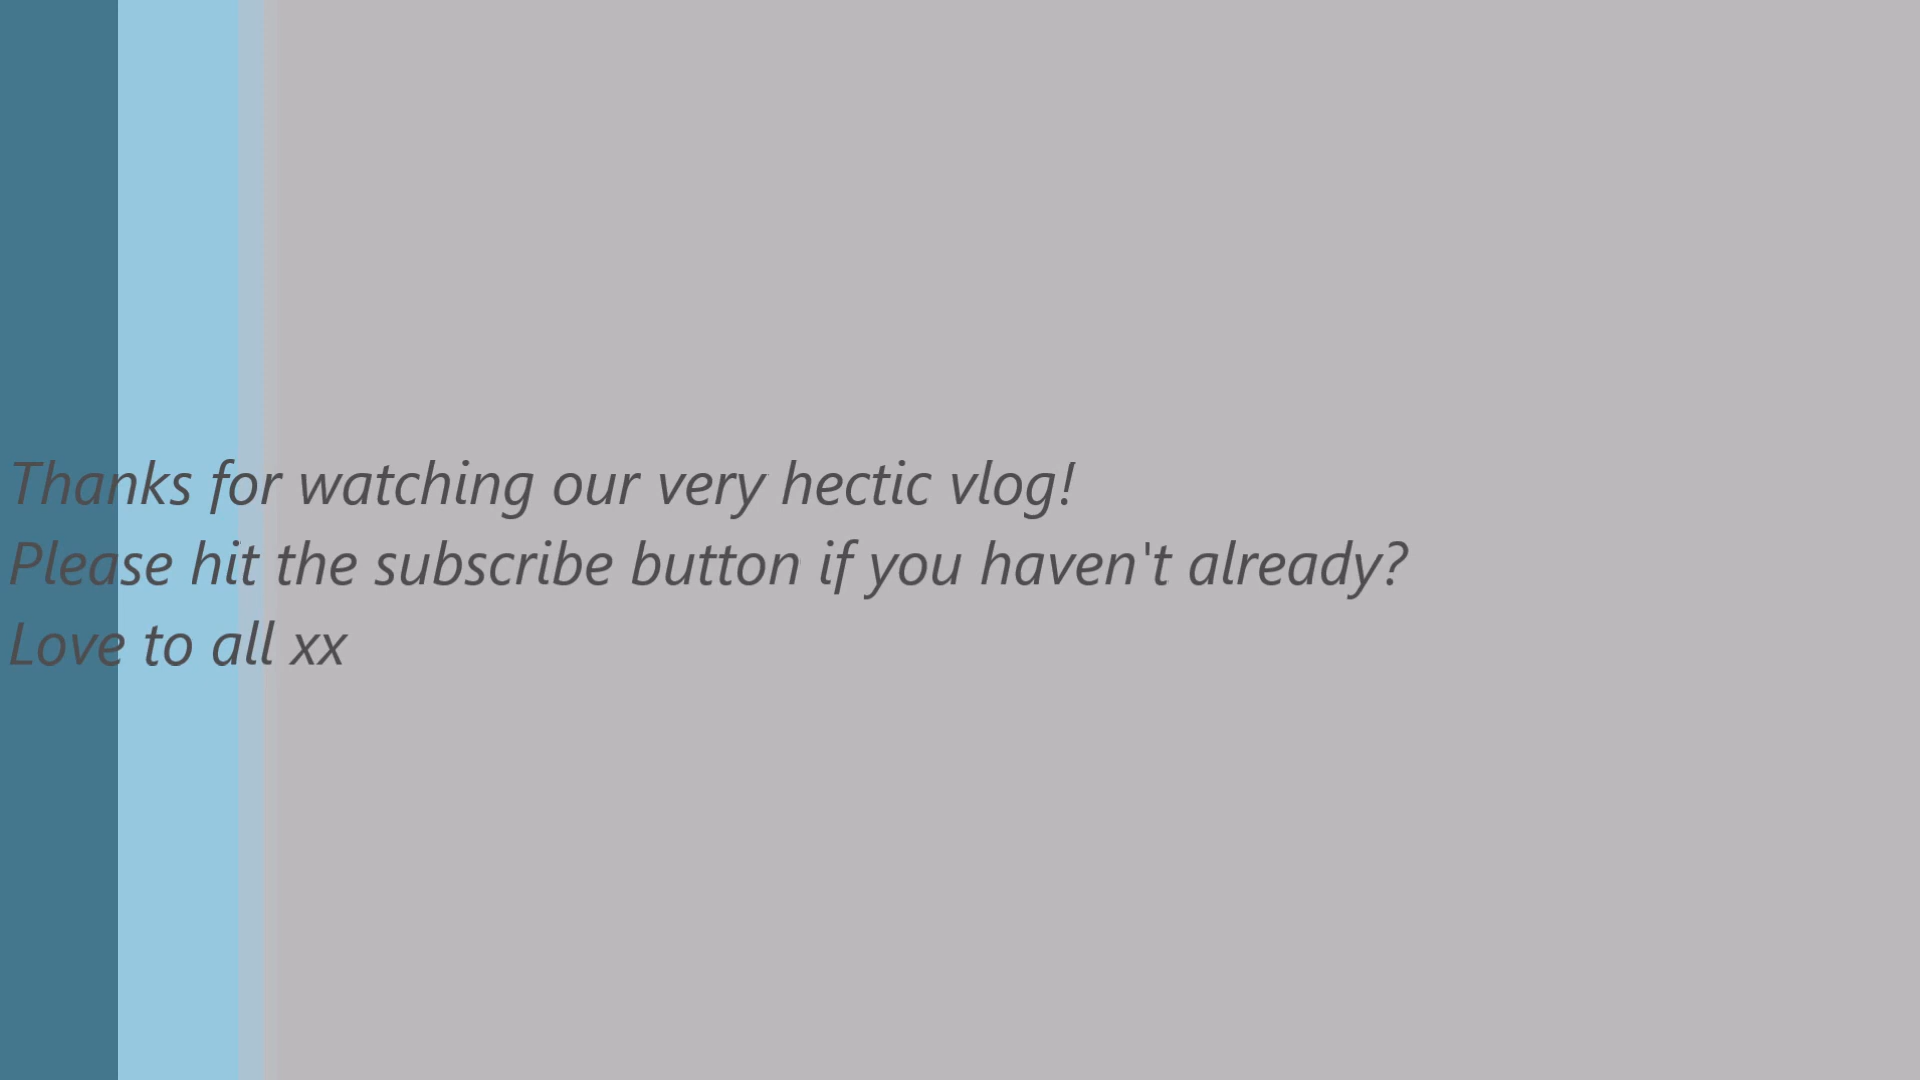 Thanks for watching our very hectic vlog!
Please hit the subscribe button if you haven't already?
Love to all xx